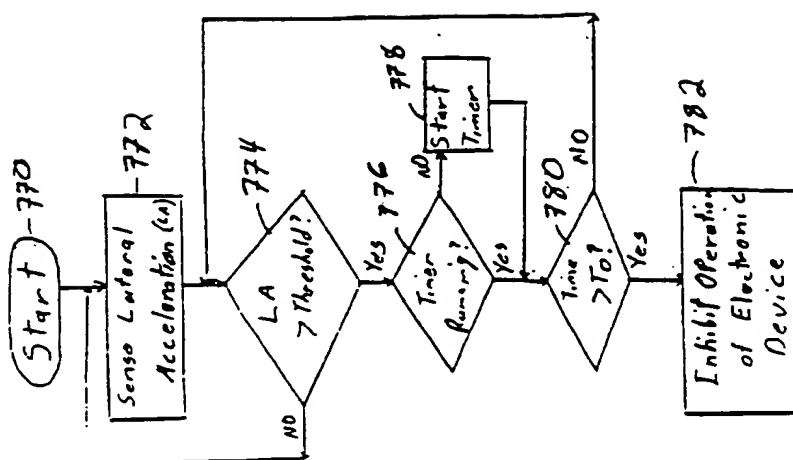 Start
770
Sense Lateral
Acceleration (LA)
772
LA
> Threshold?
774
NO
Yes
Timer
Running?
776
NO
Start
Timer
778
Yes
Time
> To?
780
NO
Yes
Inhibit Operation
of Electronic
Device
782